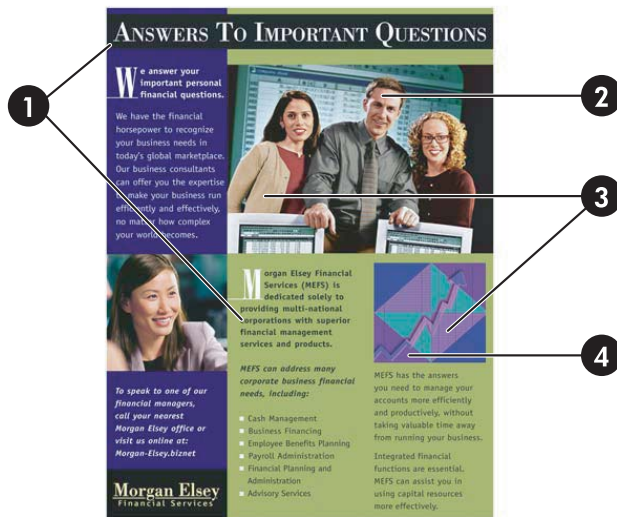 ANSWERS TO IMPORTANT QUESTIONS
We answer your
important personal
financial questions.
We have the financial
horsepower to recognize
your business needs in
today's global marketplace.
Our business consultants
can offer you the expertise
to make your business run
efficiently and effectively,
no matter how complex
your world becomes.
1
2
3
4
Morgan Elsey Financial
Services (MEFS) is
dedicated solely to
providing multi-national
corporations with superior
financial management
services and products.
MEFS can address many
corporate business financial
needs, including:
Cash Management
Business Financing
Employee Benefits Planning
Payroll Administration
Financial Planning and
Administration
Advisory Services
MEFS has the answers
you need to manage your
accounts more efficiently
and productively, without
taking valuable time away
from running your business.
Integrated financial
functions are essential.
MEFS can assist you in
using capital resources
more effectively.
To speak to one of our
financial managers,
call your nearest
Morgan Elsey office or
visit us online at:
Morgan-Elsey.biznet
Morgan Elsey
Financial Services